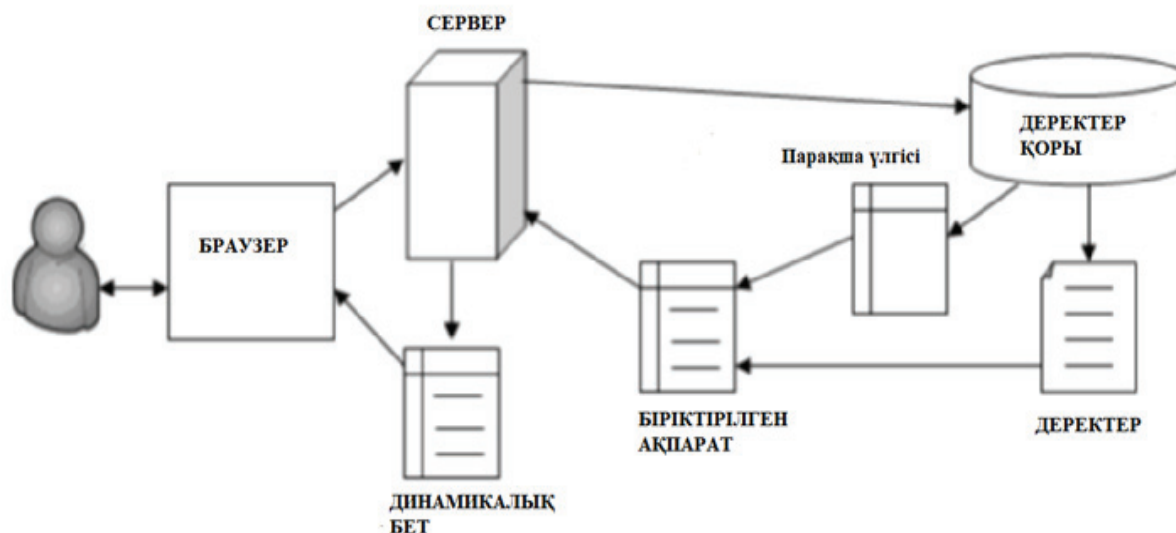 СЕРВЕР
ДЕРЕКТЕР
ҚОРЫ
Парақша үлгісі
БРАУЗЕР
БІРІКТІРІЛГЕН
АҚПАРАТ
ДЕРЕКТЕР
ДИНАМИКАЛЫҚ
БЕТ